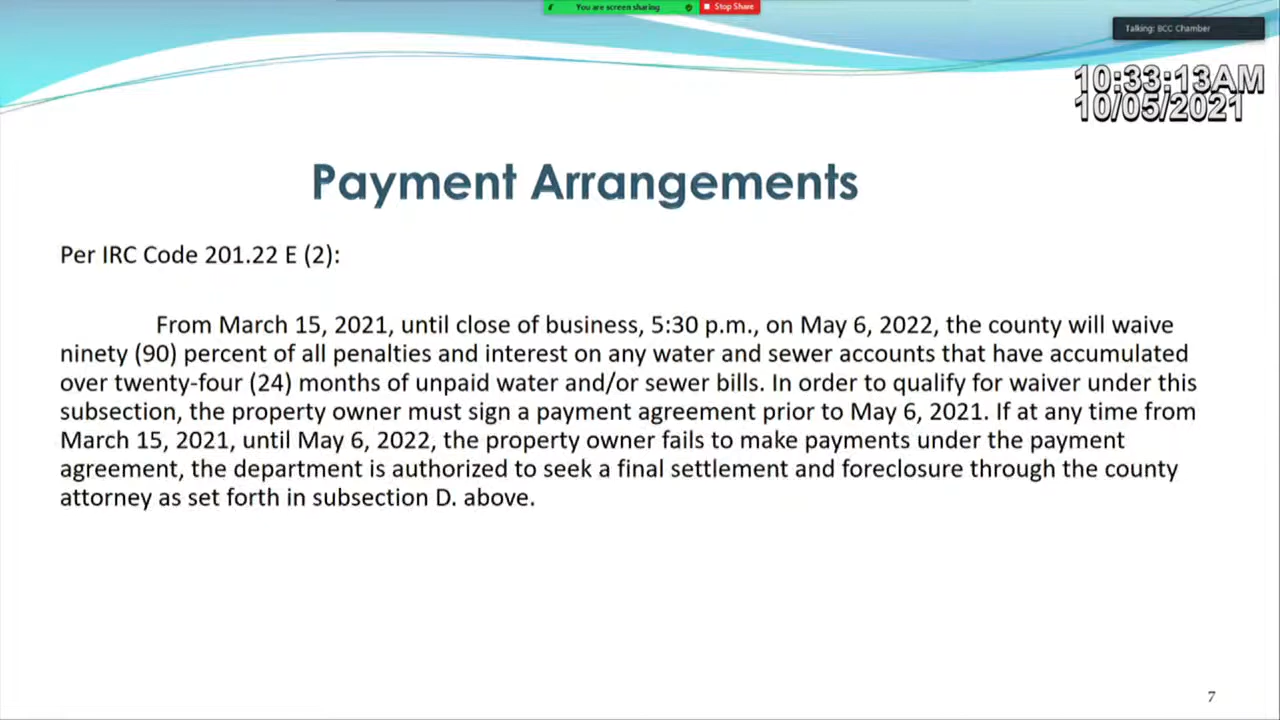 You are screen sharing
Stop Share
Talking: BCC Chamber
10:33:13AM
10/05/2021
Payment Arrangements
Per IRC Code 201.22 E (2):
From March 15, 2021, until close of business, 5:30 p.m., on May 6, 2022, the county will waive
ninety (90) percent of all penalties and interest on any water and sewer accounts that have accumulated
over twenty-four (24) months of unpaid water and/or sewer bills. In order to qualify for waiver under this
subsection, the property owner must sign a payment agreement prior to May 6, 2021. If at any time from
March 15, 2021, until May 6, 2022, the property owner fails to make payments under the payment
agreement, the department is authorized to seek a final settlement and foreclosure through the county
attorney as set forth in subsection D. above.
7